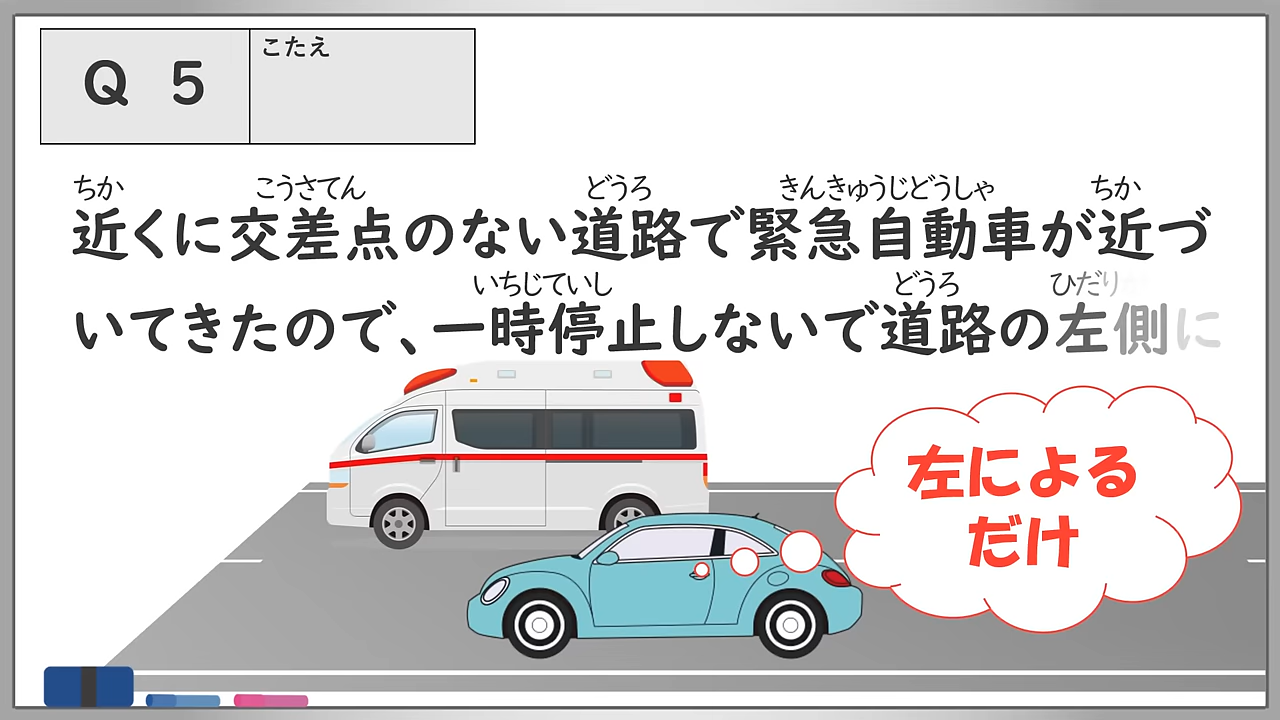 Q 5
こたえ
ちか こうさてん どうろ きんきゅうじどうしゃ ちか
近くに交差点のない道路で緊急自動車が近づ
いちじていし どうろ ひだり
いてきたので、一時停止しないで道路の左側に
左による
だけ